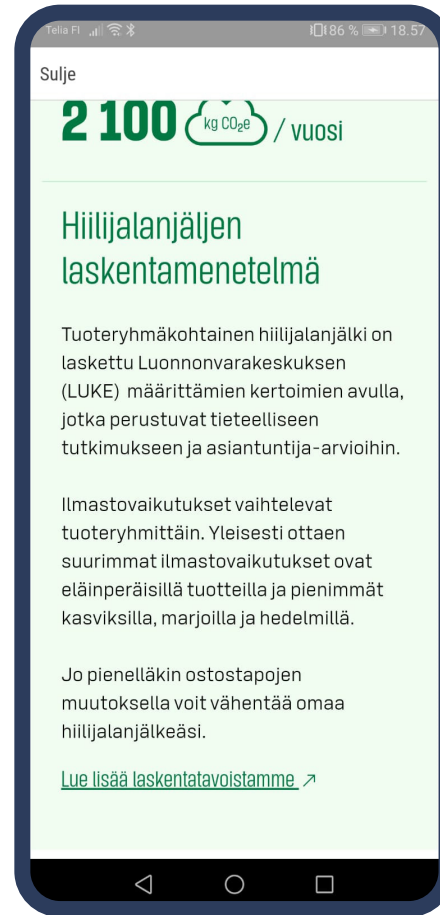 Telia FI 86 % 18.57
Sulje
2 100 kg CO₂e / vuosi
Hiilijalanjäljen
laskentamenetelmä
Tuoteryhmäkohtainen hiilijalanjälki on
laskettu Luonnonvarakeskuksen
(LUKE)  määrittämien kertoimien avulla,
jotka perustuvat tieteelliseen
tutkimukseen ja asiantuntija-arvioihin.
Ilmastovaikutukset vaihtelevat
tuoteryhmittäin. Yleisesti ottaen
suurimmat ilmastovaikutukset ovat
eläinperäisillä tuotteilla ja pienimmät
kasviksilla, marjoilla ja hedelmillä.
Jo pienelläkin ostostapojen
muutoksella voit vähentää omaa
hiilijalanjälkeäsi.
Lue lisää laskentatavoistamme ↗